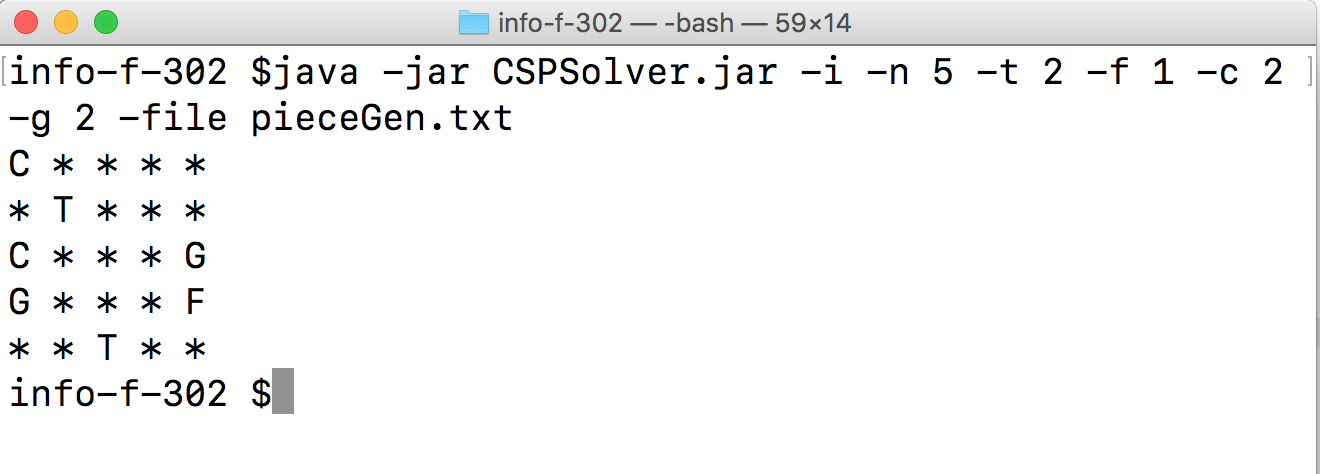 info-f-302 — -bash — 59×14
[info-f-302 $java -jar CSPSolver.jar -i -n 5 -t 2 -f 1 -c 2 ]
-g 2 -file pieceGen.txt
C * * * *
* T * * *
C * * * G
G * * * F
* * T * *
info-f-302 $